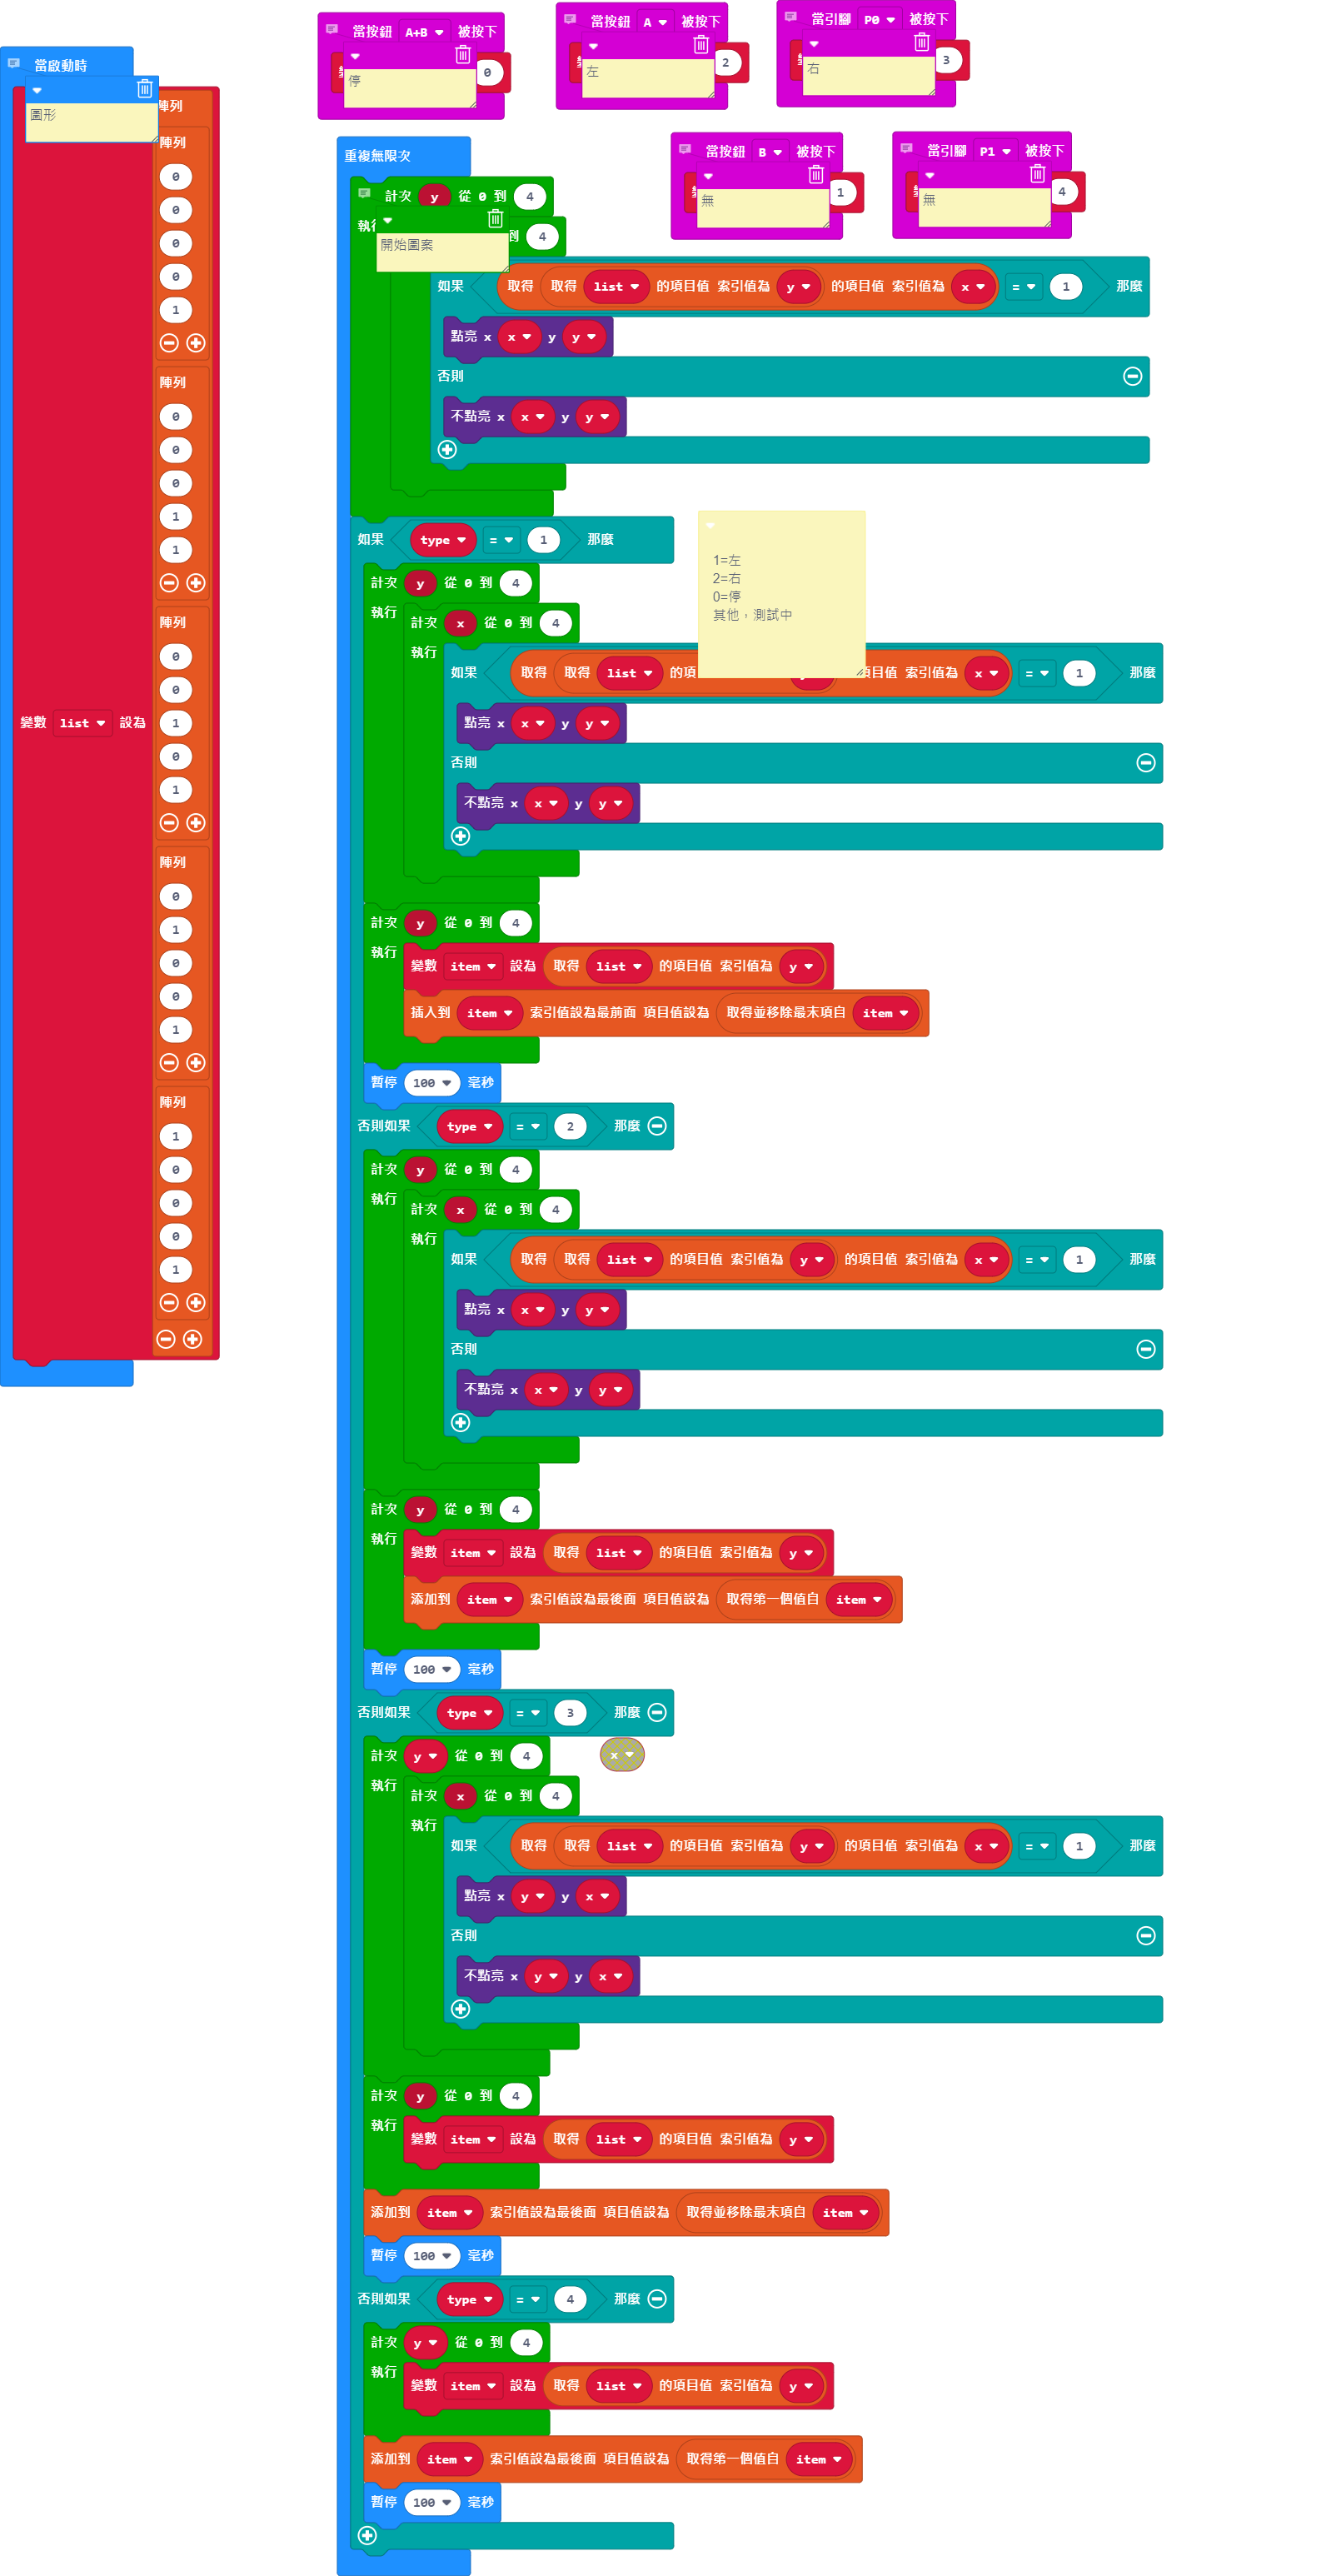 當啟動時
圖形
陣列
陣列
0
0
0
0
1
陣列
0
0
0
1
1
陣列
0
0
1
0
1
變數 list 設為
陣列
0
1
0
0
1
陣列
1
0
0
0
1
當按鈕 A+B 被按下
停
0
當按鈕 A 被按下
左
2
當引腳 P0 被按下
右
3
當按鈕 B 被按下
無
1
當引腳 P1 被按下
無
4
重複無限次
計次 y 從 0 到 4
執行
開始圖案
到 4
如果 取得 取得 list 的項目值 索引值為 y 的項目值 索引值為 x = 1 那麼
點亮 x x y y
否則
不點亮 x x y y
如果 type = 1 那麼
1=左
2=右
0=停
其他，測試中
計次 y 從 0 到 4
執行
計次 x 從 0 到 4
執行
如果 取得 取得 list 的項 項目值 索引值為 x = 1 那麼
點亮 x x y y
否則
不點亮 x x y y
計次 y 從 0 到 4
執行
變數 item 設為 取得 list 的項目值 索引值為 y
插入到 item 索引值設為最前面 項目值設為 取得並移除最末項自 item
暫停 100 毫秒
否則如果 type = 2 那麼
計次 y 從 0 到 4
執行
計次 x 從 0 到 4
執行
如果 取得 取得 list 的項目值 索引值為 y 的項目值 索引值為 x = 1 那麼
點亮 x x y y
否則
不點亮 x x y y
計次 y 從 0 到 4
執行
變數 item 設為 取得 list 的項目值 索引值為 y
添加到 item 索引值設為最後面 項目值設為 取得第一個值自 item
暫停 100 毫秒
否則如果 type = 3 那麼
計次 y 從 0 到 4
x
執行
計次 x 從 0 到 4
執行
如果 取得 取得 list 的項目值 索引值為 y 的項目值 索引值為 x = 1 那麼
點亮 x y y x
否則
不點亮 x y y x
計次 y 從 0 到 4
執行
變數 item 設為 取得 list 的項目值 索引值為 y
添加到 item 索引值設為最後面 項目值設為 取得並移除最末項自 item
暫停 100 毫秒
否則如果 type = 4 那麼
計次 y 從 0 到 4
執行
變數 item 設為 取得 list 的項目值 索引值為 y
添加到 item 索引值設為最後面 項目值設為 取得第一個值自 item
暫停 100 毫秒